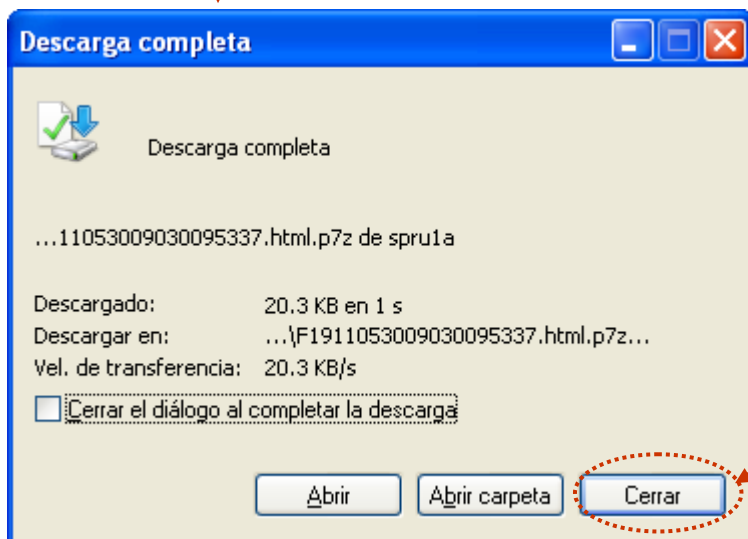 Descarga completa
Descarga completa
...11053009030095337.html.p7z de spru1a
Descargado: 20.3 KB en 1 s
Descargar en: ...\F1911053009030095337.html.p7z...
Vel. de transferencia: 20.3 KB/s
Cerrar el diálogo al completar la descarga
Abrir Abrir carpeta Cerrar